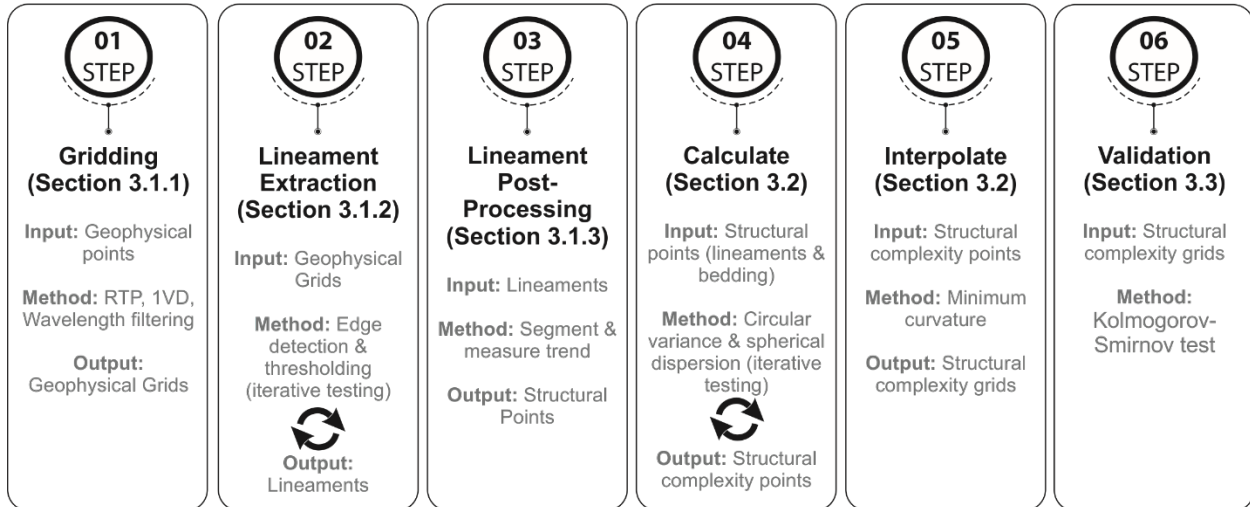 01
STEP
Gridding
(Section 3.1.1)
Input: Geophysical
points
Method: RTP, 1VD,
Wavelength filtering
Output:
Geophysical Grids
02
STEP
Lineament
Extraction
(Section 3.1.2)
Input: Geophysical
Grids
Method: Edge
detection &
thresholding
(iterative testing)
Output:
Lineaments
03
STEP
Lineament
Post-
Processing
(Section 3.1.3)
Input: Lineaments
Method: Segment &
measure trend
Output: Structural
Points
04
STEP
Calculate
(Section 3.2)
Input: Structural
points (lineaments &
bedding)
Method: Circular
variance & spherical
dispersion (iterative
testing)
Output: Structural
complexity points
05
STEP
Interpolate
(Section 3.2)
Input: Structural
complexity points
Method: Minimum
curvature
Output: Structural
complexity grids
06
STEP
Validation
(Section 3.3)
Input: Structural
complexity grids
Method:
Kolmogorov-
Smirnov test